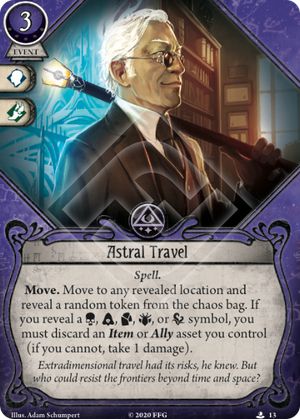 3
EVENT
Astral Travel
Spell.
Move. Move to any revealed location and
reveal a random token from the chaos bag. If
you reveal a , , , , or symbol, you
must discard an Item or Ally asset you control
(if you cannot, take 1 damage).
Extradimensional travel had its risks, he knew. But
who could resist the frontiers beyond time and space?
Illus. Adam Schumpert
© 2020 FFG
13